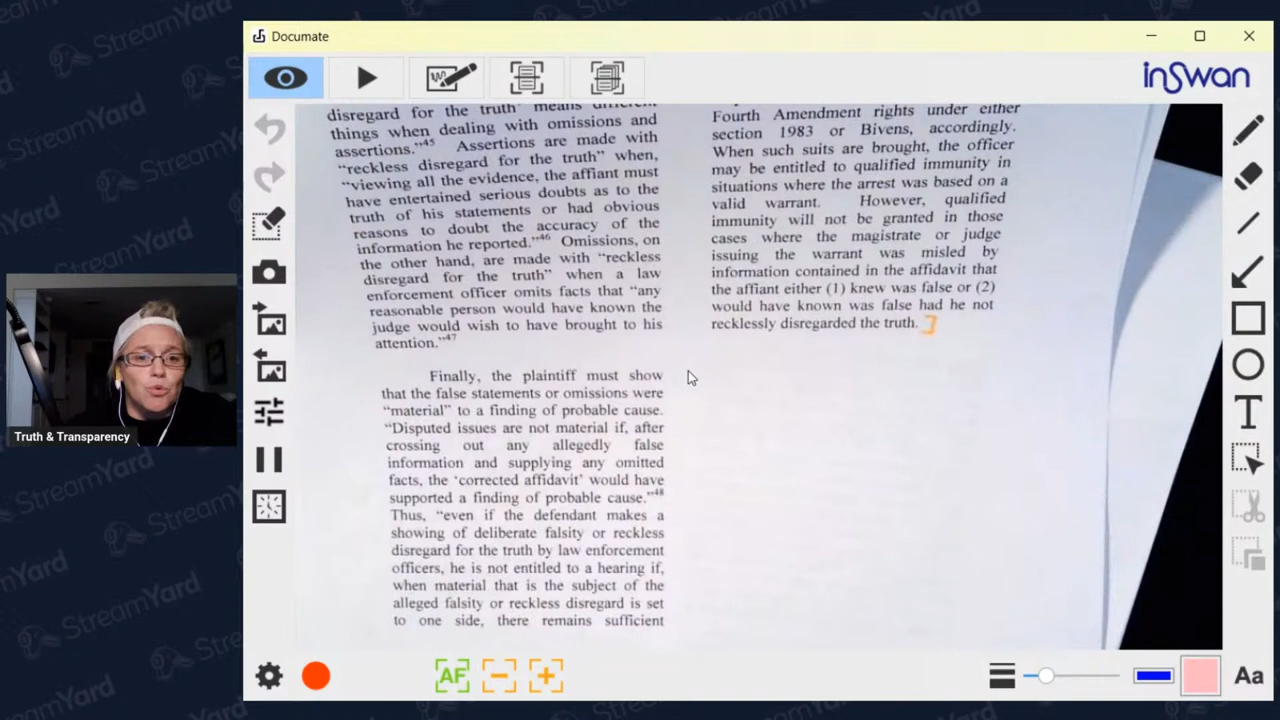 StreamYard
Documate
inSwan
disregard for the truth" means different
things when dealing with omissions and
assertions."45 Assertions are made with
"reckless disregard for the truth" when,
"viewing all the evidence, the affiant must
have entertained serious doubts as to the
truth of his statements or had obvious
reasons to doubt the accuracy of the
information he reported."46 Omissions, on
the other hand, are made with "reckless
disregard for the truth" when a law
enforcement officer omits facts that "any
reasonable person would have known the
judge would wish to have brought to his
attention."47
Finally, the plaintiff must show
that the false statements or omissions were
"material" to a finding of probable cause.
"Disputed issues are not material if, after
crossing out any allegedly false
information and supplying any omitted
facts, the 'corrected affidavit' would have
supported a finding of probable cause."48
Thus, "even if the defendant makes a
showing of deliberate falsity or reckless
disregard for the truth by law enforcement
officers, he is not entitled to a hearing if,
when material that is the subject of the
alleged falsity or reckless disregard is set
to one side, there remains sufficient
Fourth Amendment rights under either
section 1983 or Bivens, accordingly.
When such suits are brought, the officer
may be entitled to qualified immunity in
situations where the arrest was based on a
valid warrant. However, qualified
immunity will not be granted in those
cases where the magistrate or judge
issuing the warrant was misled by
information contained in the affidavit that
the affiant either (1) knew was false or (2)
would have known was false had he not
recklessly disregarded the truth. ]
Truth & Transparency
AF
T
Aa